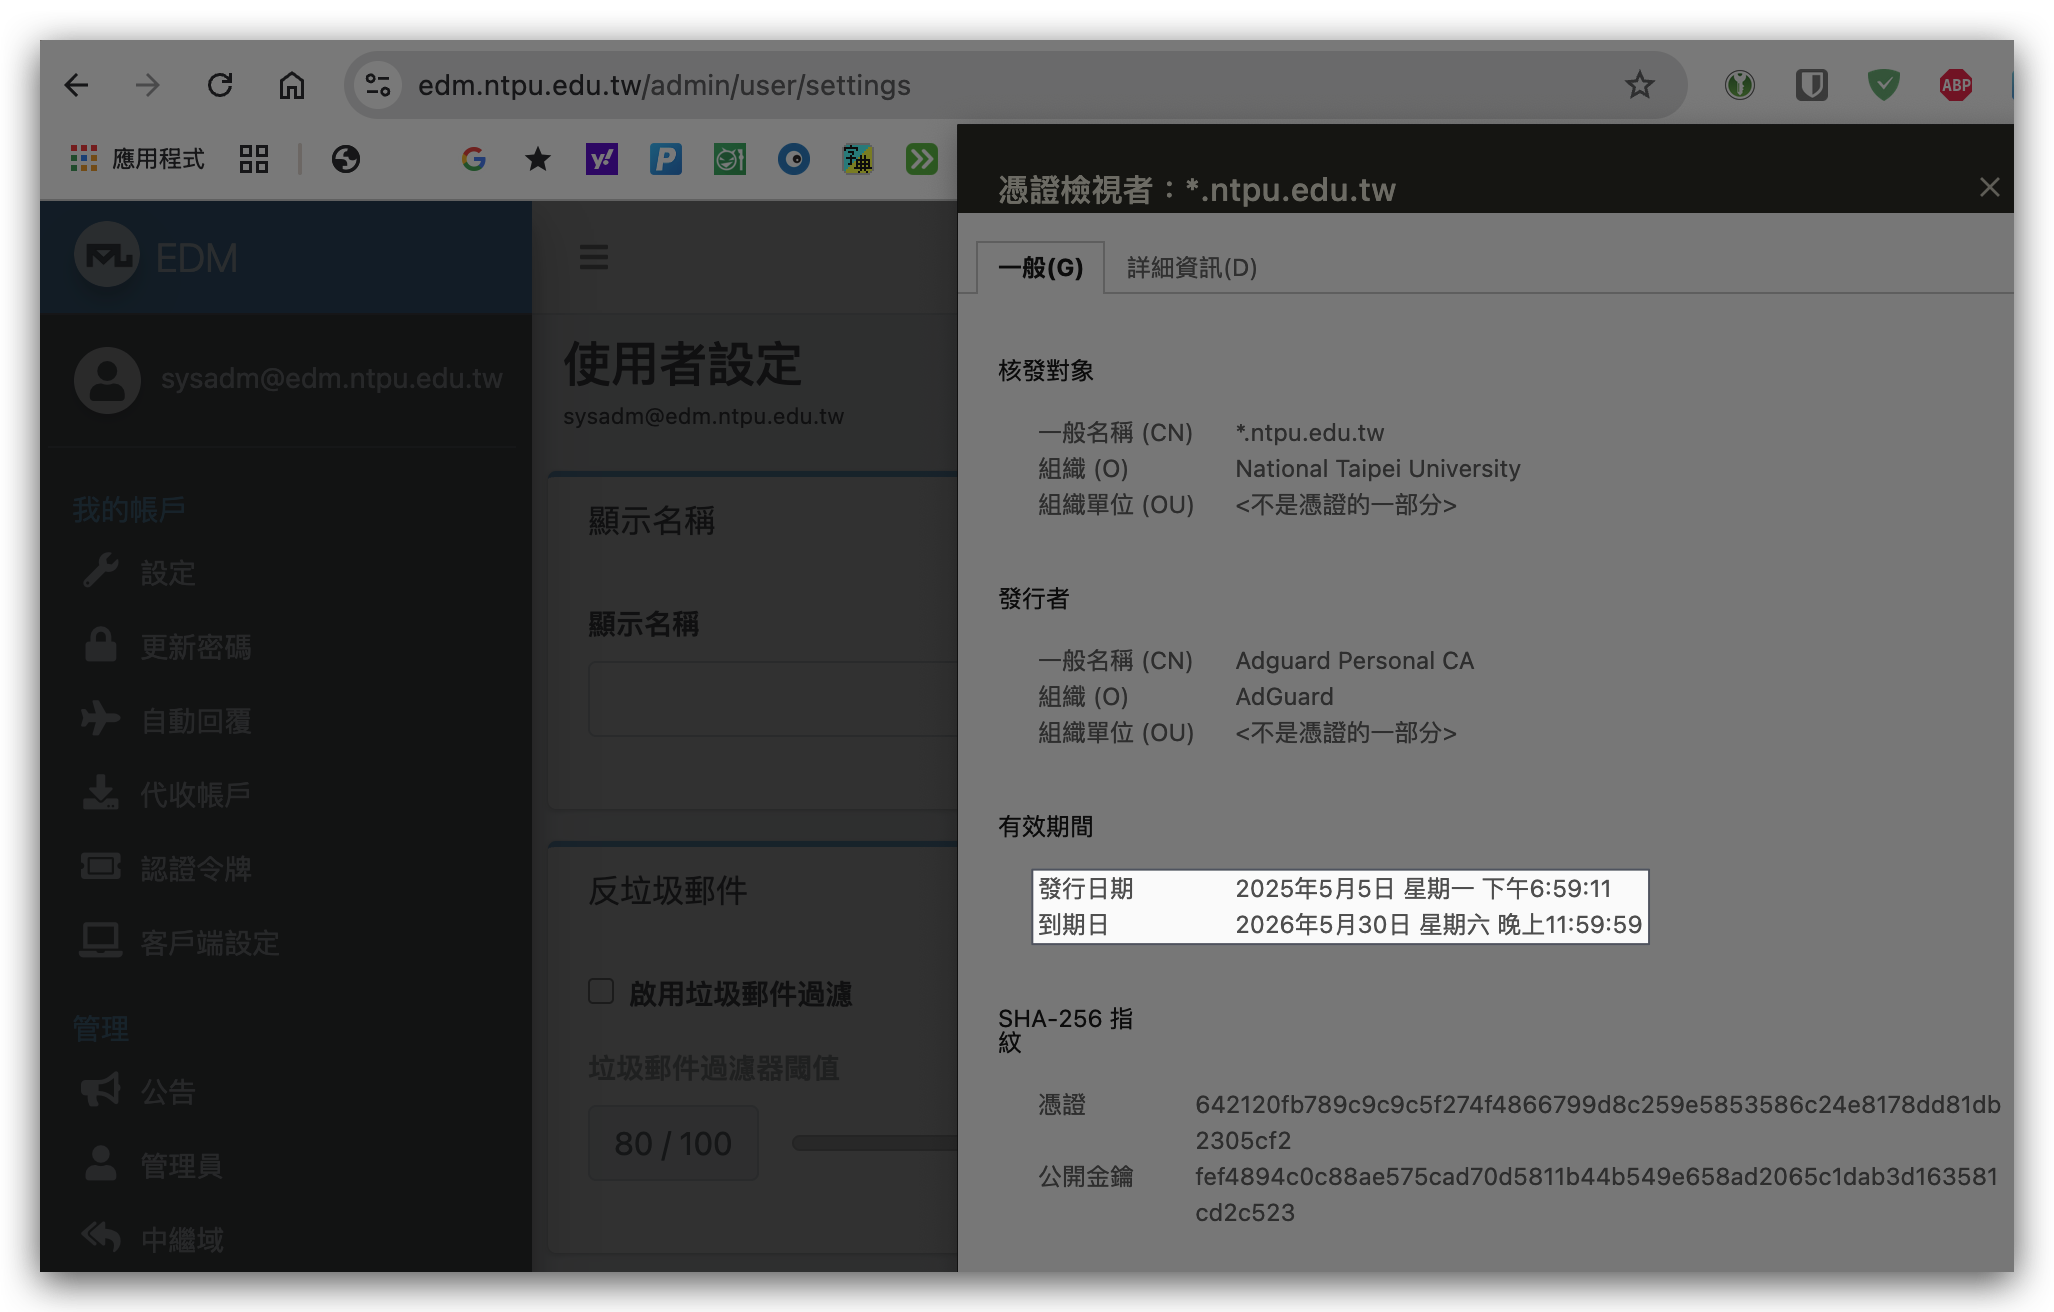 edm.ntpu.edu.tw/admin/user/settings
ABP
應用程式
y!
字典
憑證檢視者：*.ntpu.edu.tw
EDM
sysadm@edm.ntpu.edu.tw
我的帳戶
設定
更新密碼
自動回覆
代收帳戶
認證令牌
客戶端設定
管理
公告
管理員
中繼域
使用者設定
sysadm@edm.ntpu.edu.tw
顯示名稱
顯示名稱
反垃圾郵件
啟用垃圾郵件過濾
垃圾郵件過濾器閾值
80 / 100
一般(G) 詳細資訊(D)
核發對象
一般名稱 (CN) *.ntpu.edu.tw
組織 (O) National Taipei University
組織單位 (OU) <不是憑證的一部分>
發行者
一般名稱 (CN) Adguard Personal CA
組織 (O) AdGuard
組織單位 (OU) <不是憑證的一部分>
有效期間
發行日期 2025年5月5日 星期一 下午6:59:11
到期日 2026年5月30日 星期六 晚上11:59:59
SHA-256 指
紋
憑證 642120fb789c9c9c5f274f4866799d8c259e5853586c24e8178dd81db
2305cf2
公開金鑰 fef4894c0c88ae575cad70d5811b44b549e658ad2065c1dab3d163581
cd2c523